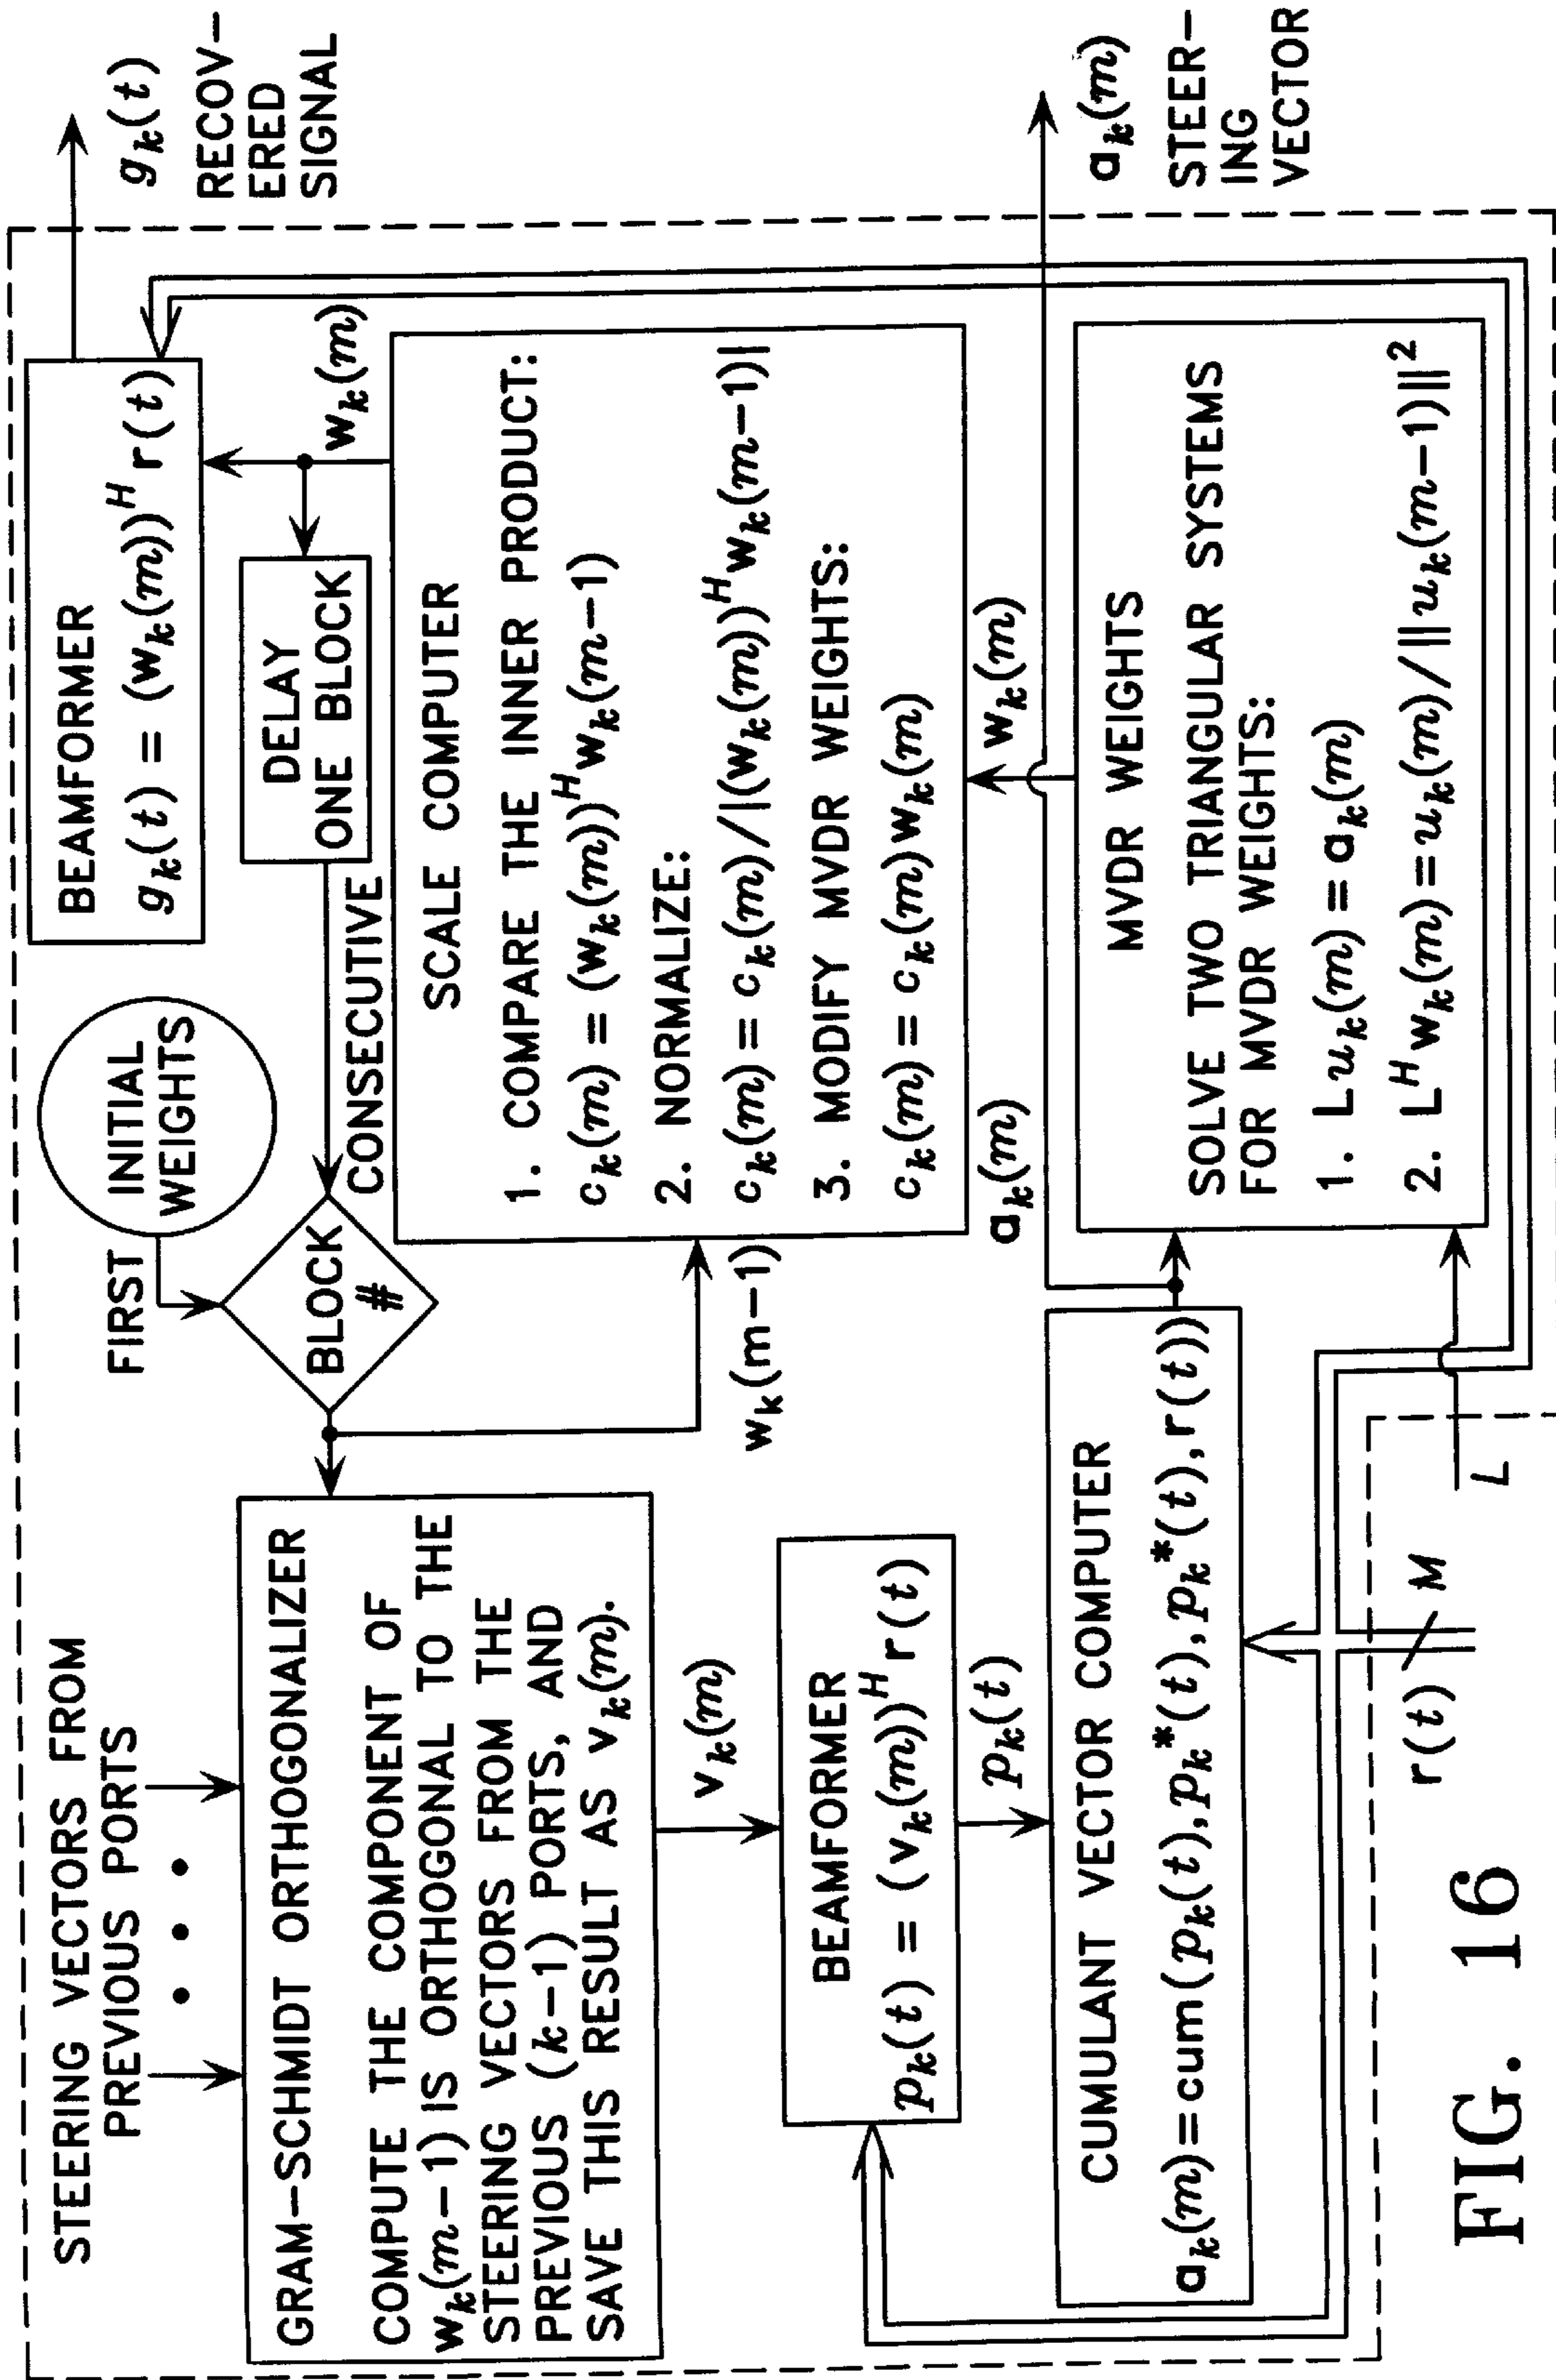 STEERING VECTORS FROM
PREVIOUS PORTS
• • •
GRAM-SCHMIDT ORTHOGONALIZER
COMPUTE THE COMPONENT OF
w_k(m-1) IS ORTHOGONAL TO THE
STEERING VECTORS FROM THE
PREVIOUS (k-1) PORTS, AND
SAVE THIS RESULT AS v_k(m).
v_k(m)
BEAMFORMER
p_k(t) = (v_k(m))^H r(t)
p_k(t)
CUMULANT VECTOR COMPUTER
a_k(m)=cum(p_k(t),p_k*(t),p_k*(t),r(t))
r(t)
M
L
FIRST
INITIAL
WEIGHTS
BLOCK
#
CONSECUTIVE
w_k(m-1)
DELAY
ONE BLOCK
BEAMFORMER
g_k(t) = (w_k(m))^H r(t)
w_k(m)
SCALE COMPUTER
1. COMPARE THE INNER PRODUCT:
c_k(m) = (w_k(m))^H w_k(m-1)
2. NORMALIZE:
c_k(m) = c_k(m)/|(w_k(m))^H w_k(m-1)|
3. MODIFY MVDR WEIGHTS:
c_k(m) = c_k(m)w_k(m)
a_k(m)
w_k(m)
MVDR WEIGHTS
SOLVE TWO TRIANGULAR SYSTEMS
FOR MVDR WEIGHTS:
1. Lu_k(m) = a_k(m)
2. L^H w_k(m) = u_k(m)/||u_k(m-1)||^2
g_k(t)
RECOV-
ERED
SIGNAL
a_k(m)
STEER-
ING
VECTOR
FIG. 16